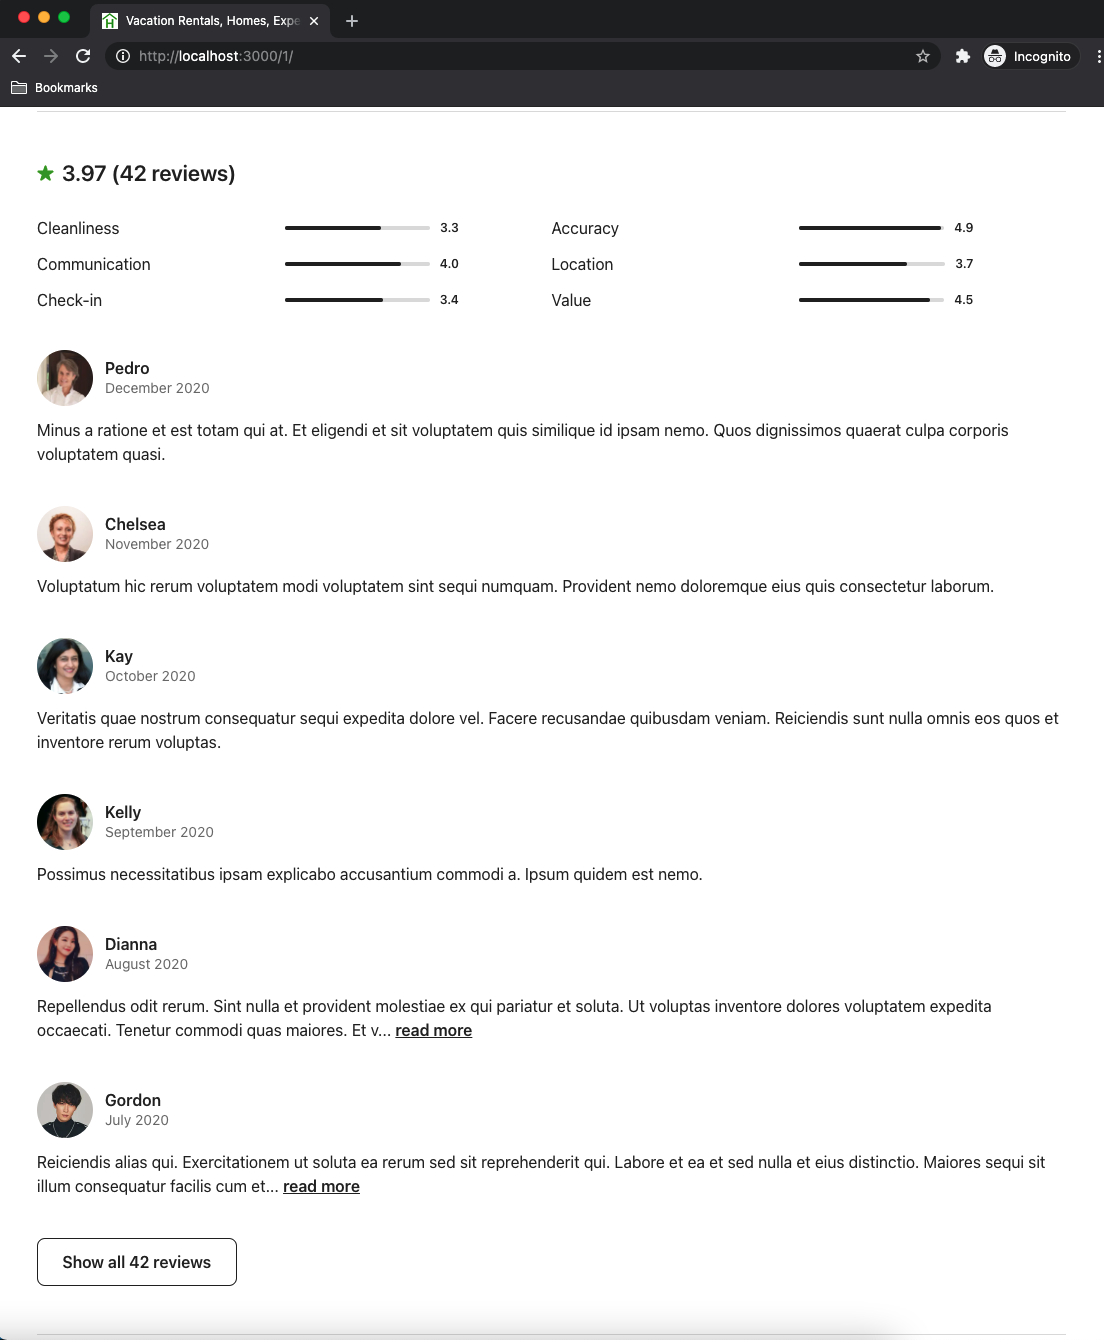 Vacation Rentals, Homes, Expe
http://localhost:3000/1/
Incognito
Bookmarks
3.97 (42 reviews)
Cleanliness 3.3 Accuracy 4.9
Communication 4.0 Location 3.7
Check-in 3.4 Value 4.5
Pedro
December 2020
Minus a ratione et est totam qui at. Et eligendi et sit voluptatem quis similique id ipsam nemo. Quos dignissimos quaerat culpa corporis
voluptatem quasi.
Chelsea
November 2020
Voluptatum hic rerum voluptatem modi voluptatem sint sequi numquam. Provident nemo doloremque eius quis consectetur laborum.
Kay
October 2020
Veritatis quae nostrum consequatur sequi expedita dolore vel. Facere recusandae quibusdam veniam. Reiciendis sunt nulla omnis eos quos et
inventore rerum voluptas.
Kelly
September 2020
Possimus necessitatibus ipsam explicabo accusantium commodi a. Ipsum quidem est nemo.
Dianna
August 2020
Repellendus odit rerum. Sint nulla et provident molestiae ex qui pariatur et soluta. Ut voluptas inventore dolores voluptatem expedita
occaecati. Tenetur commodi quas maiores. Et v... read more
Gordon
July 2020
Reiciendis alias qui. Exercitationem ut soluta ea rerum sed sit reprehenderit qui. Labore et ea et sed nulla et eius distinctio. Maiores sequi sit
illum consequatur facilis cum et... read more
Show all 42 reviews